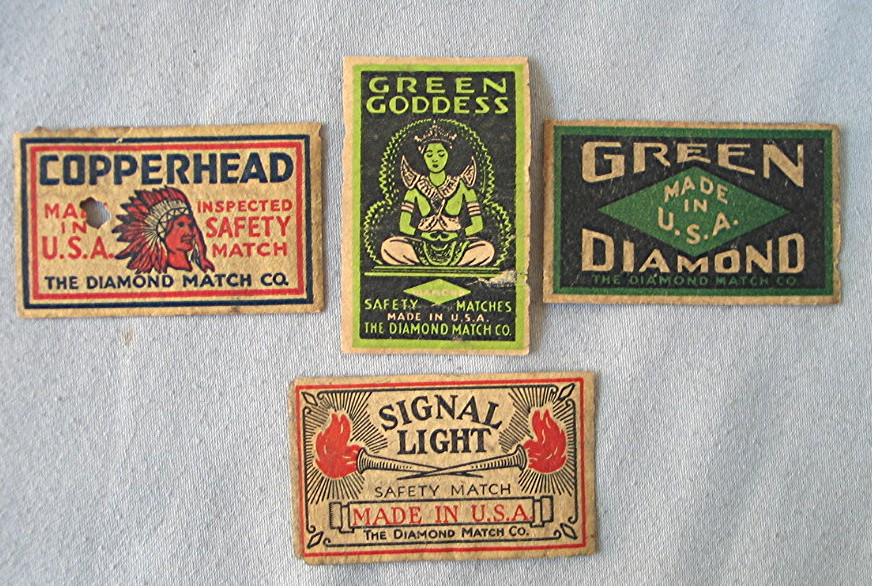 COPPERHEAD
MADE INSPECTED
IN SAFETY
U.S.A. MATCH
THE DIAMOND MATCH CO.
GREEN
GODDESS
DIAMOND
SAFETY MATCHES
MADE IN U.S.A.
THE DIAMOND MATCH CO.
GREEN
MADE
IN
U.S.A.
DIAMOND
THE DIAMOND MATCH CO.
SIGNAL
LIGHT
SAFETY MATCH
MADE IN U.S.A.
THE DIAMOND MATCH CO.